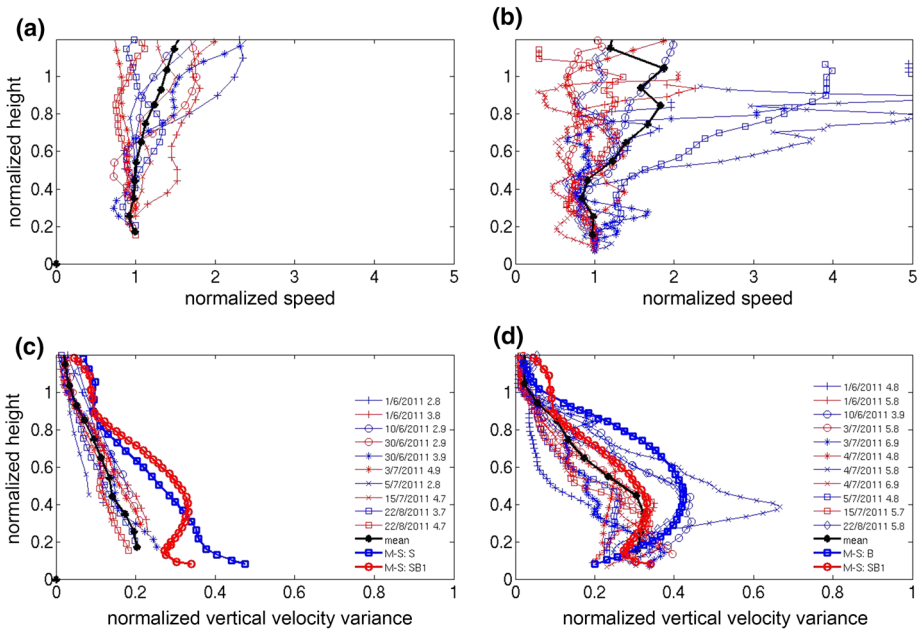 (a)
(b)
normalized height
1
0.8
0.6
0.4
0.2
0
0 1 2 3 4 5
normalized speed
normalized height
1
0.8
0.6
0.4
0.2
0
0 1 2 3 4 5
normalized speed
(c)
(d)
normalized height
1
0.8
0.6
0.4
0.2
0
0 0.2 0.4 0.6 0.8 1
normalized vertical velocity variance
1/6/2011 2.8
1/6/2011 3.8
10/6/2011 2.9
30/6/2011 2.9
30/6/2011 3.9
3/7/2011 4.9
5/7/2011 2.8
15/7/2011 4.7
22/8/2011 3.7
22/8/2011 4.7
mean
M-S: S
M-S: SB1
normalized height
1
0.8
0.6
0.4
0.2
0
0 0.2 0.4 0.6 0.8 1
normalized vertical velocity variance
1/6/2011 4.8
1/6/2011 5.8
10/6/2011 3.9
3/7/2011 5.8
3/7/2011 6.9
4/7/2011 4.8
4/7/2011 5.8
4/7/2011 6.9
5/7/2011 4.8
15/7/2011 5.7
22/8/2011 5.8
mean
M-S: B
M-S: SB1